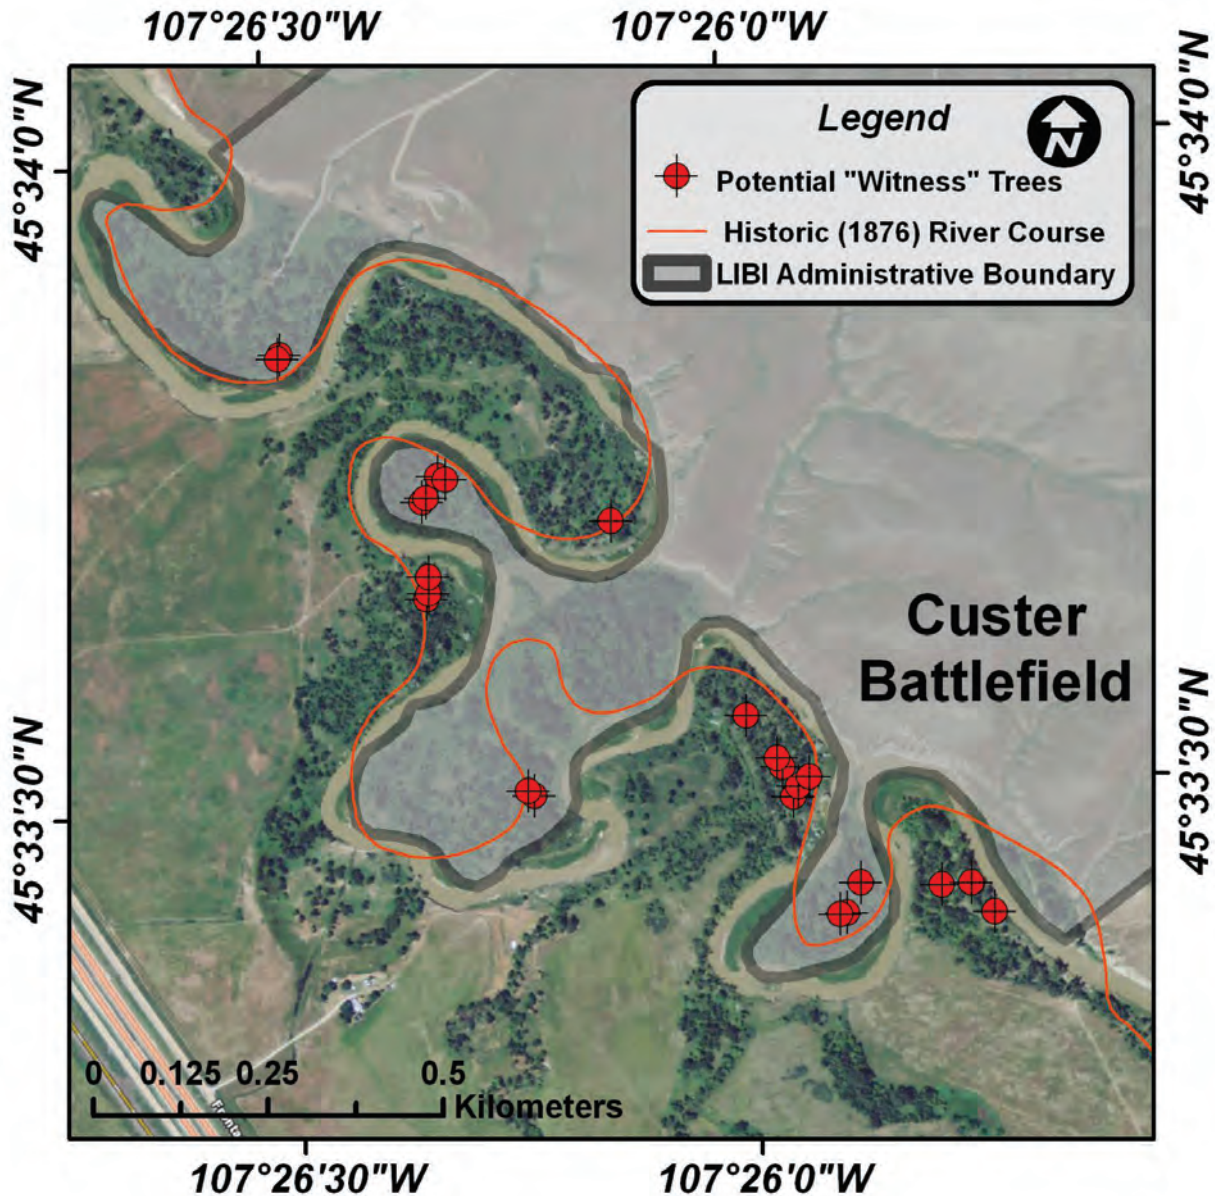 107°26'30"W
107°26'0"W
45°34'0"N
45°34'0"N
Legend
N
Potential "Witness" Trees
Historic (1876) River Course
LIBI Administrative Boundary
Custer
Battlefield
45°33'30"N
45°33'30"N
0 0.125 0.25 0.5
Kilometers
Fronta
107°26'30"W
107°26'0"W